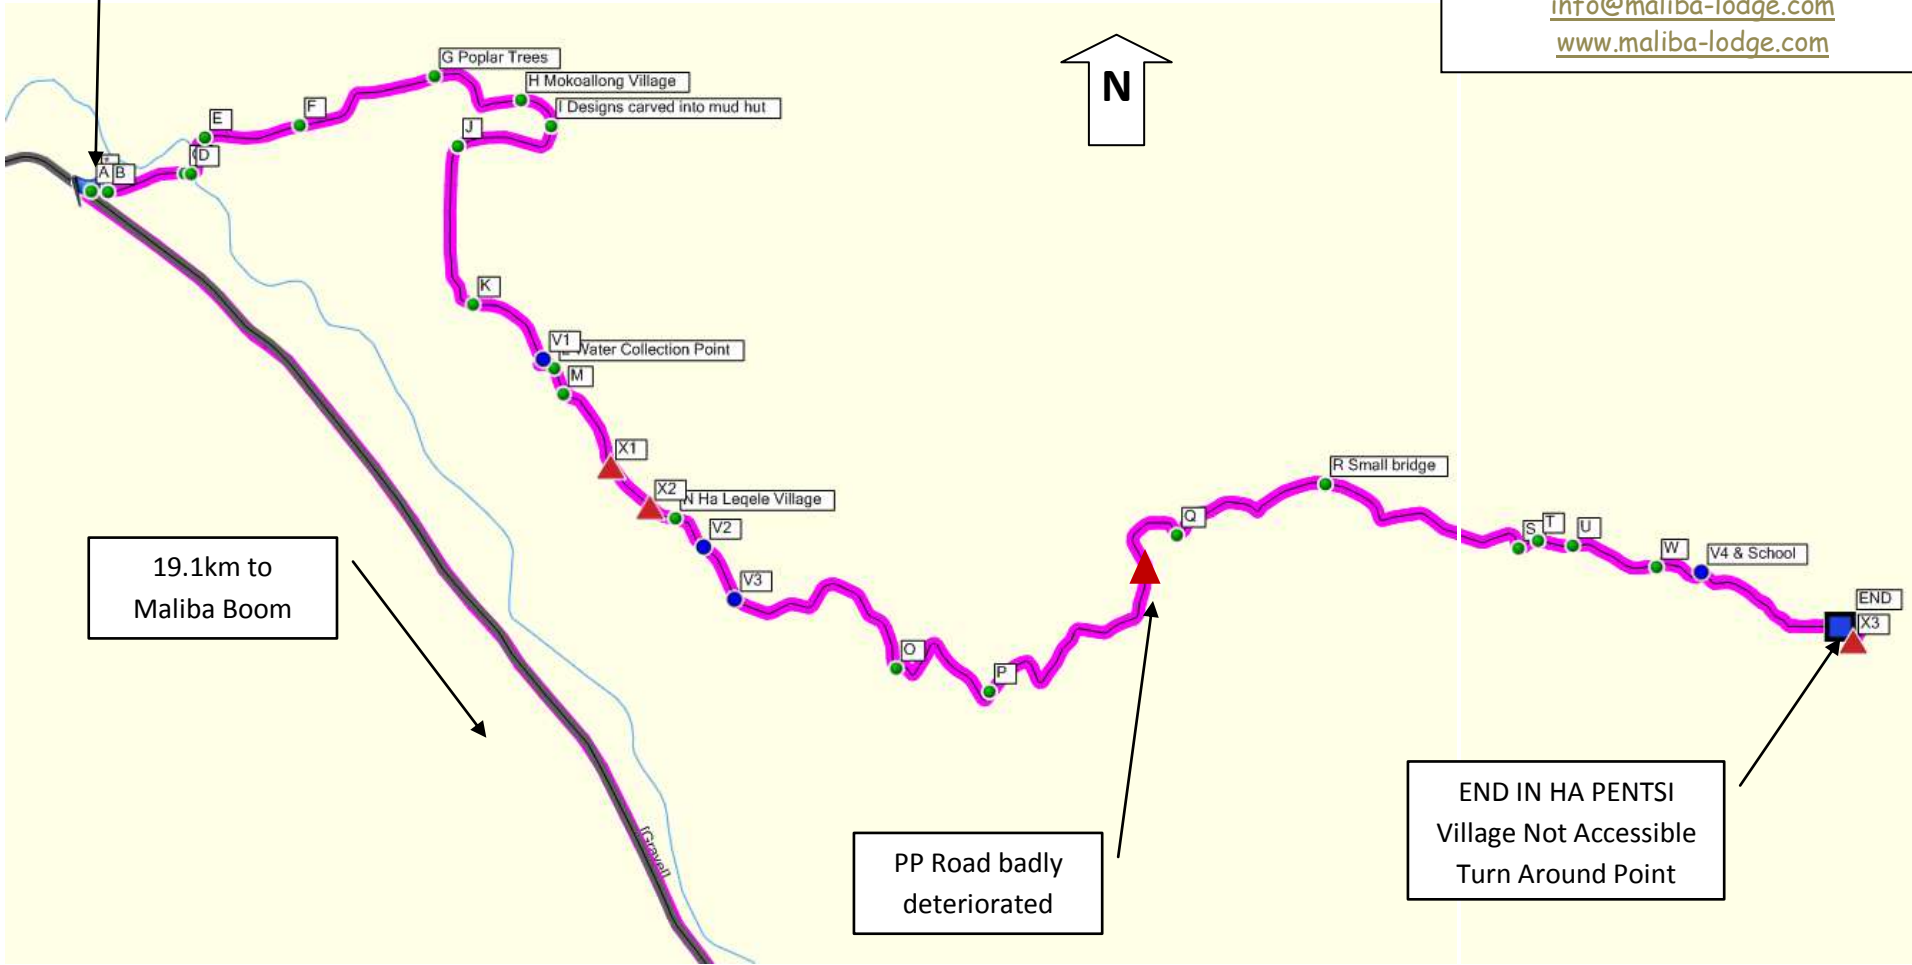 info@maliba-lodge.com
www.maliba-lodge.com
N
G Poplar Trees
H Mokoallong Village
I Designs carved into mud hut
J
F
E
D
A
B
K
V1
Water Collection Point
M
X1
X2
N Ha Leqele Village
V2
V3
O
P
Q
R Small bridge
S
T
U
W
V4 & School
END
X3
19.1km to
Maliba Boom
[Gravel]
PP Road badly
deteriorated
END IN HA PENTSI
Village Not Accessible
Turn Around Point